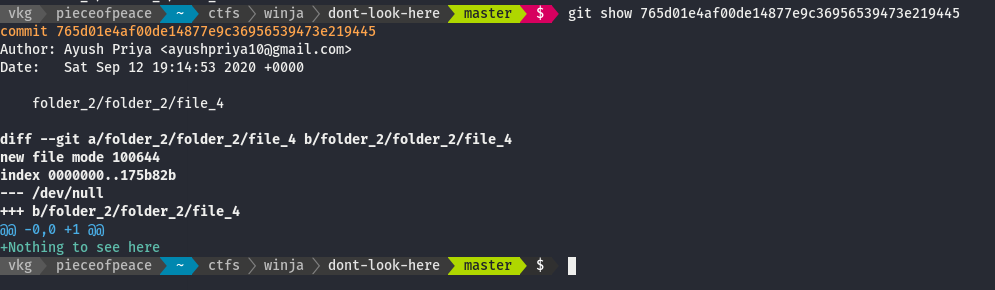 vkg pieceofpeace ~ ctfs winja dont-look-here master $ git show 765d01e4af00de14877e9c36956539473e219445
commit 765d01e4af00de14877e9c36956539473e219445
Author: Ayush Priya <ayushpriya10@gmail.com>
Date:   Sat Sep 12 19:14:53 2020 +0000
    folder_2/folder_2/file_4
diff --git a/folder_2/folder_2/file_4 b/folder_2/folder_2/file_4
new file mode 100644
index 0000000..175b82b
--- /dev/null
+++ b/folder_2/folder_2/file_4
@@ -0,0 +1 @@
+Nothing to see here
vkg pieceofpeace ~ ctfs winja dont-look-here master $